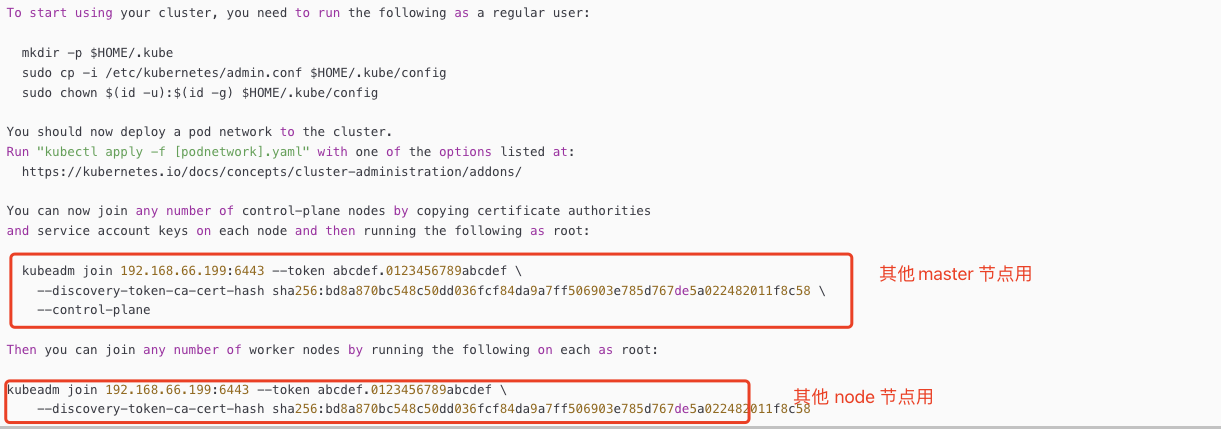 To start using your cluster, you need to run the following as a regular user:
mkdir -p $HOME/.kube
sudo cp -i /etc/kubernetes/admin.conf $HOME/.kube/config
sudo chown $(id -u):$(id -g) $HOME/.kube/config
You should now deploy a pod network to the cluster.
Run "kubectl apply -f [podnetwork].yaml" with one of the options listed at:
https://kubernetes.io/docs/concepts/cluster-administration/addons/
You can now join any number of control-plane nodes by copying certificate authorities
and service account keys on each node and then running the following as root:
kubeadm join 192.168.66.199:6443 --token abcdef.0123456789abcdef \
--discovery-token-ca-cert-hash sha256:bd8a870bc548c50dd036fcf84da9a7ff506903e785d767de5a022482011f8c58 \
--control-plane
其他 master 节点用
Then you can join any number of worker nodes by running the following on each as root:
kubeadm join 192.168.66.199:6443 --token abcdef.0123456789abcdef \
--discovery-token-ca-cert-hash sha256:bd8a870bc548c50dd036fcf84da9a7ff506903e785d767de5a022482011f8c58
其他 node 节点用